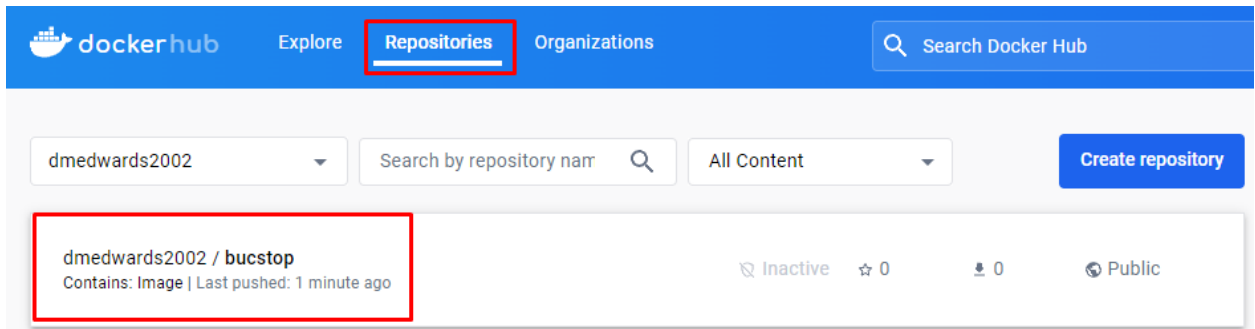 dockerhub Explore Repositories Organizations Search Docker Hub
dmedwards2002 Search by repository nam All Content Create repository
dmedwards2002 / bucstop
Contains: Image | Last pushed: 1 minute ago
Inactive 0 0 Public